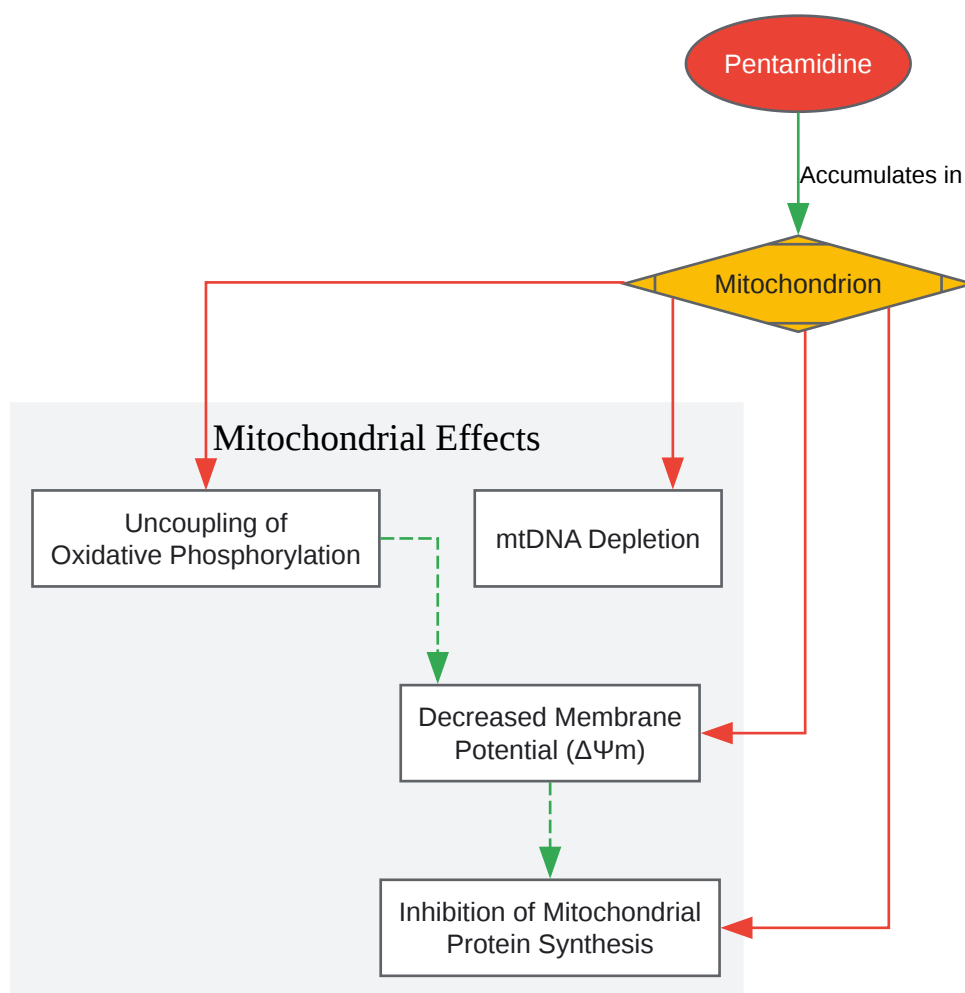 Pentamidine
Accumulates in
Mitochondrion
Mitochondrial Effects
Uncoupling of
Oxidative Phosphorylation
mtDNA Depletion
Decreased Membrane
Potential (ΔΨm)
Inhibition of Mitochondrial
Protein Synthesis